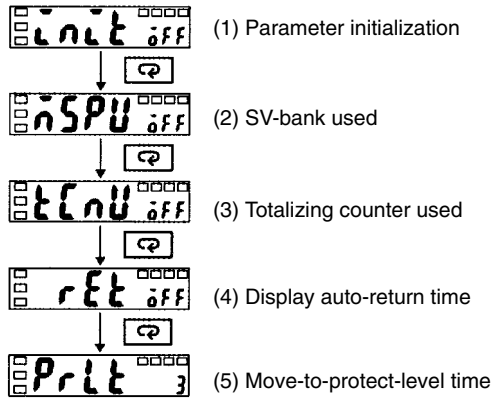 init oFF (1) Parameter initialization
mSPU oFF (2) SV-bank used
tCnU oFF (3) Totalizing counter used
rEt oFF (4) Display auto-return time
PrLt 3 (5) Move-to-protect-level time